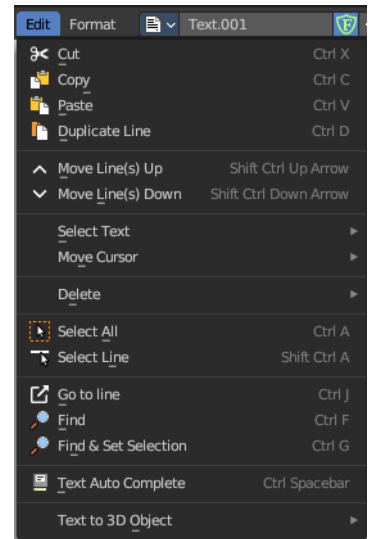 Edit Format Text.001
Cut Ctrl X
Copy Ctrl C
Paste Ctrl V
Duplicate Line Ctrl D
Move Line(s) Up Shift Ctrl Up Arrow
Move Line(s) Down Shift Ctrl Down Arrow
Select Text
Move Cursor
Delete
Select All Ctrl A
Select Line Shift Ctrl A
Go to line Ctrl J
Find Ctrl F
Find & Set Selection Ctrl G
Text Auto Complete Ctrl Spacebar
Text to 3D Object